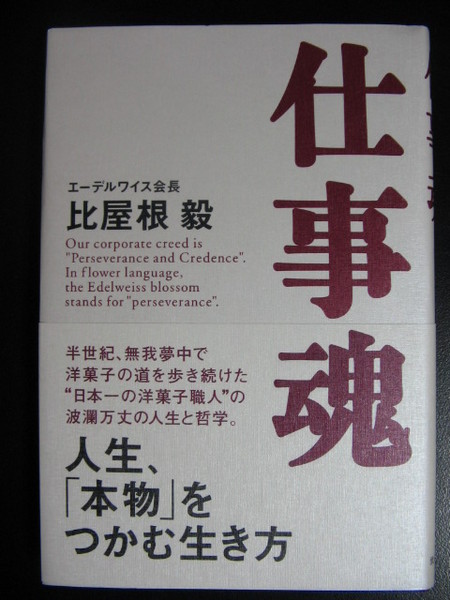 仕事魂
エーデルワイス会長
比屋根 毅
Our corporate creed is
"Perseverance and Credence".
In flower language,
the Edelweiss blossom
stands for "perseverance".
半世紀、無我夢中で
洋菓子の道を歩き続けた
“日本一の洋菓子職人”の
波瀾万丈の人生と哲学。
人生、
「本物」を
つかむ生き方